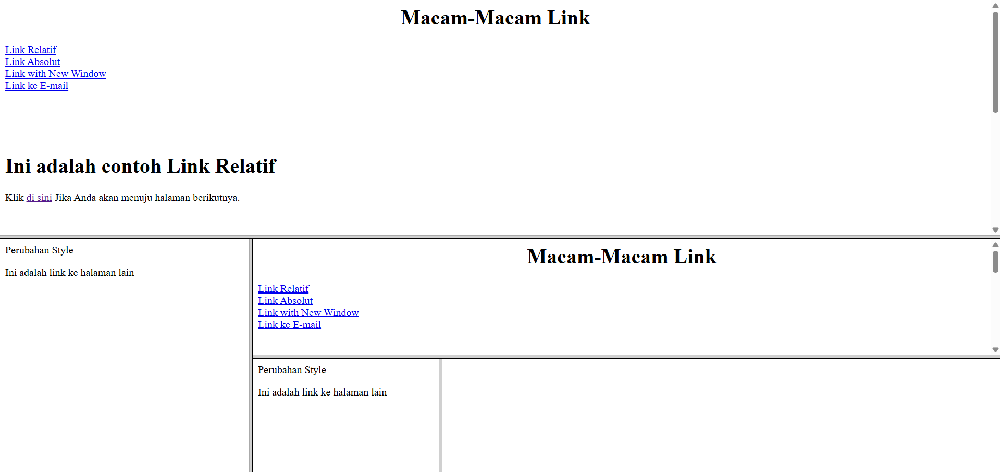 Macam-Macam Link
Link Relatif
Link Absolut
Link with New Window
Link ke E-mail
Ini adalah contoh Link Relatif
Klik di sini Jika Anda akan menuju halaman berikutnya.
Perubahan Style
Ini adalah link ke halaman lain
Macam-Macam Link
Link Relatif
Link Absolut
Link with New Window
Link ke E-mail
Perubahan Style
Ini adalah link ke halaman lain